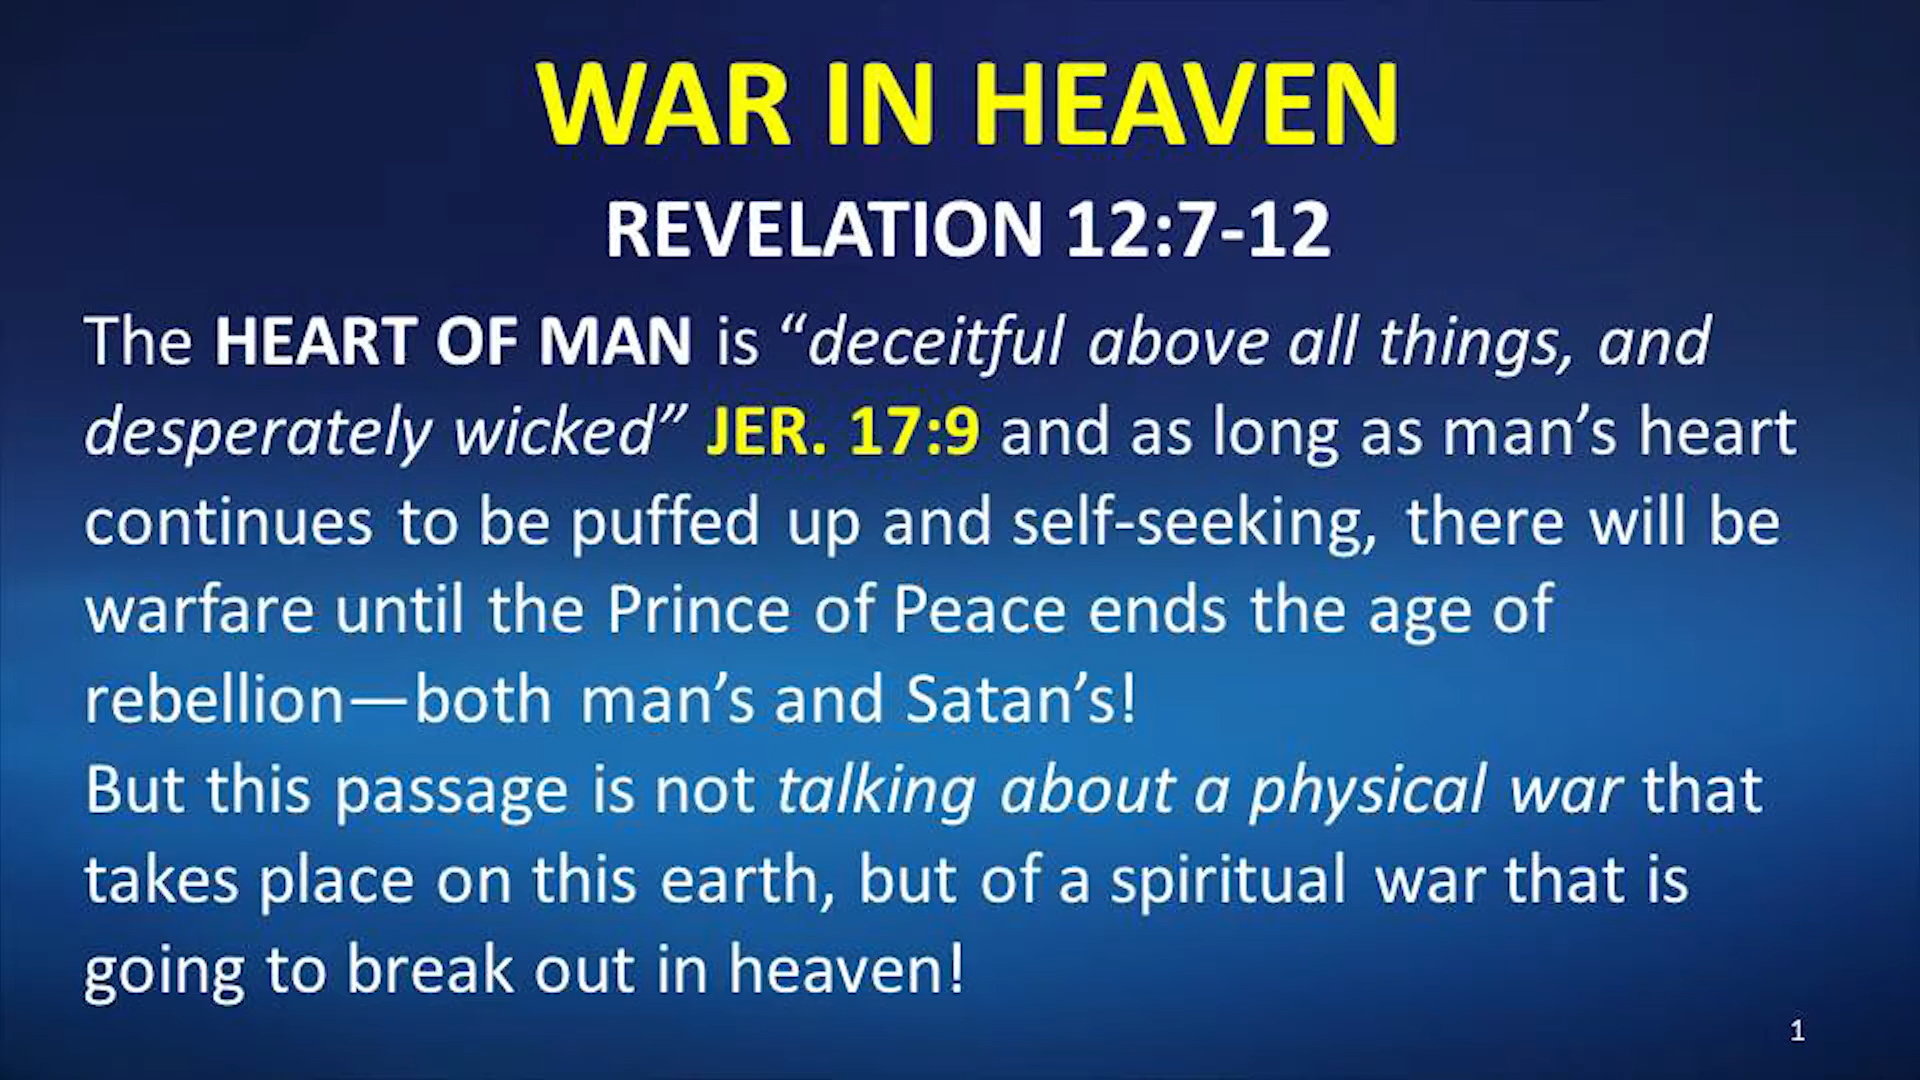 WAR IN HEAVEN
REVELATION 12:7-12
The HEART OF MAN is “deceitful above all things, and
desperately wicked” JER. 17:9 and as long as man’s heart
continues to be puffed up and self-seeking, there will be
warfare until the Prince of Peace ends the age of
rebellion—both man’s and Satan’s!
But this passage is not talking about a physical war that
takes place on this earth, but of a spiritual war that is
going to break out in heaven!
1